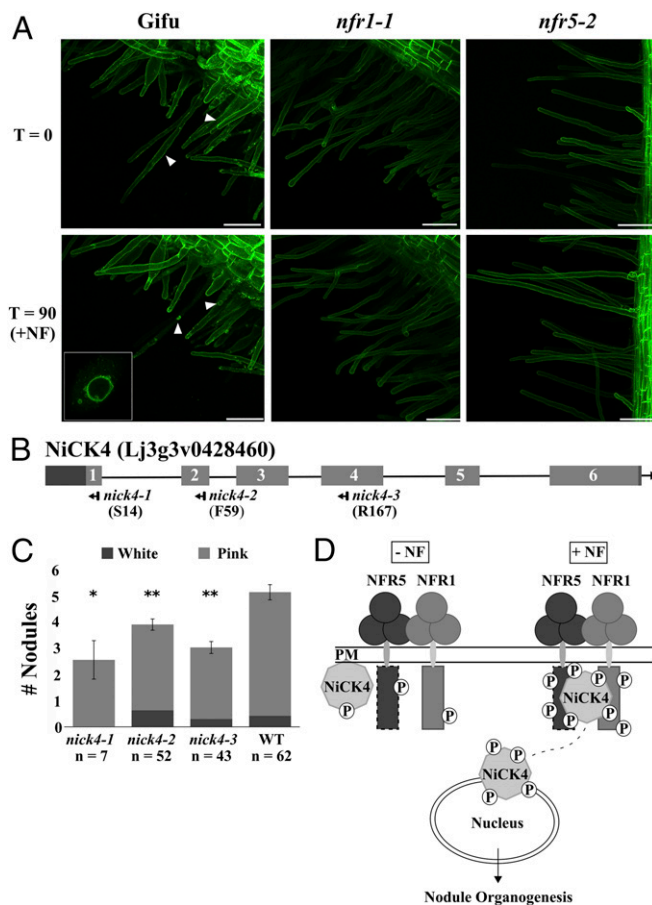 A
Gifu nfr1-1 nfr5-2
T = 0
T = 90
(+NF)
B
NiCK4 (Lj3g3v0428460)
1 2 3 4 5 6
nick4-1 nick4-2 nick4-3
(S14) (F59) (R167)
C
White Pink
# Nodules
6
5
4
3
2
1
0
* ** **
nick4-1 nick4-2 nick4-3 WT
n = 7 n = 52 n = 43 n = 62
D
- NF + NF
NFR5 NFR1 NFR5 NFR1
PM
NiCK4 P P P
NiCK4 P P P P P P P P
NiCK4 P P P P
Nucleus
Nodule Organogenesis